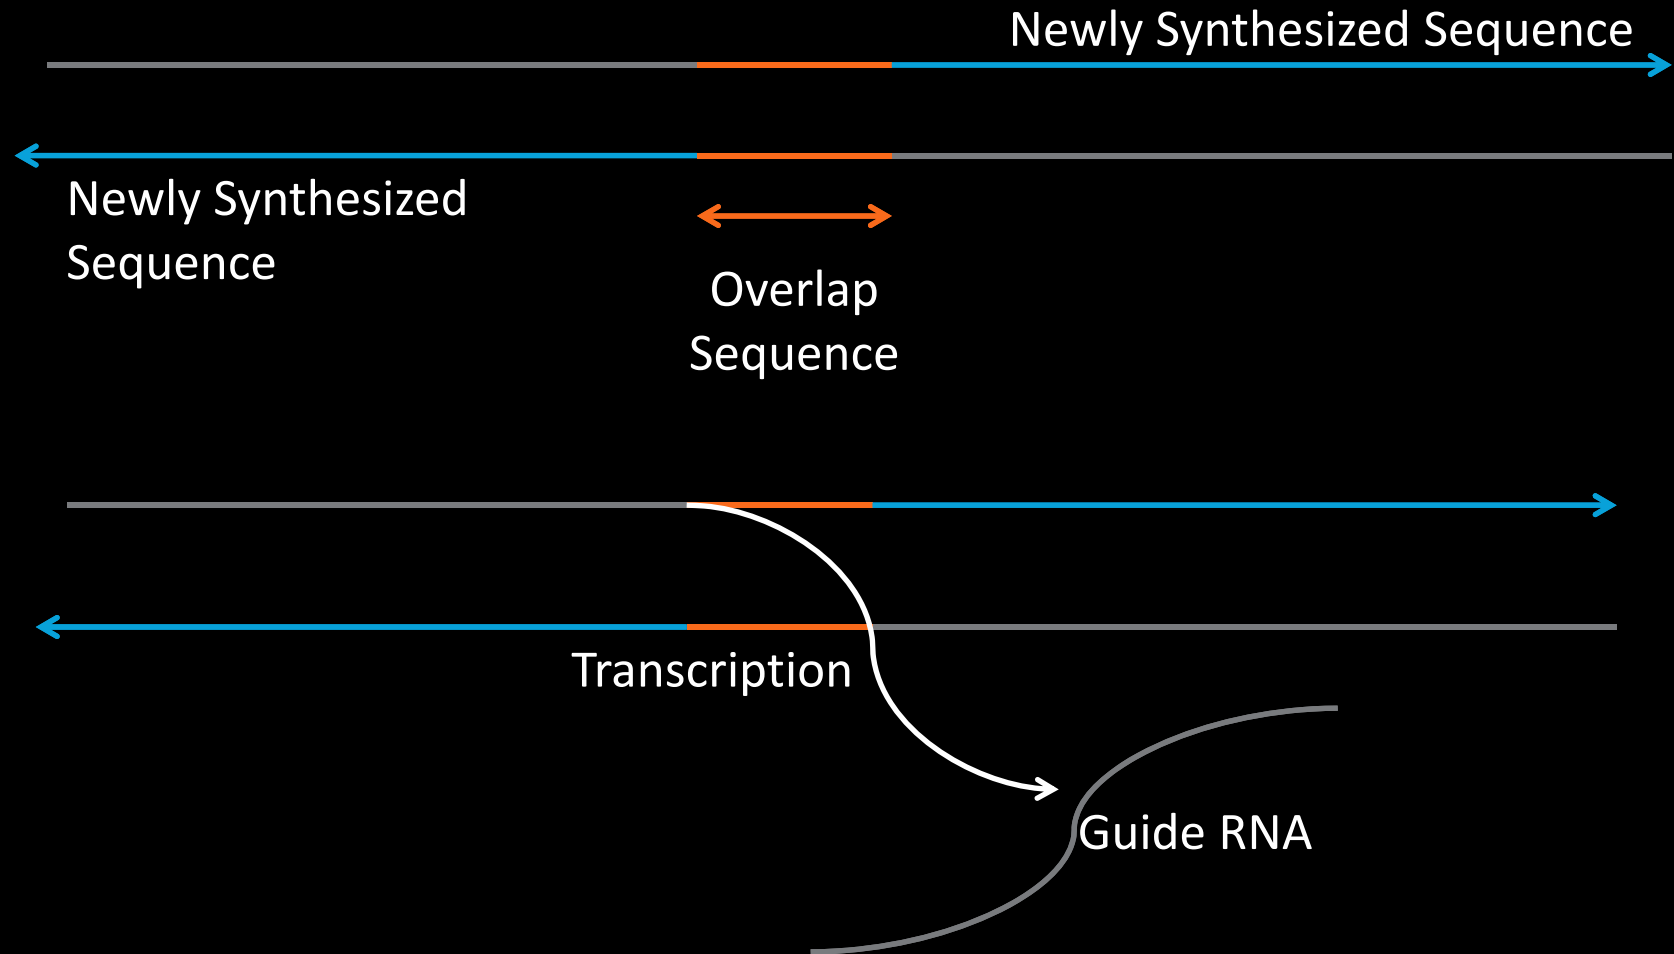 Newly Synthesized Sequence
Newly Synthesized
Sequence
Overlap
Sequence
Transcription
Guide RNA